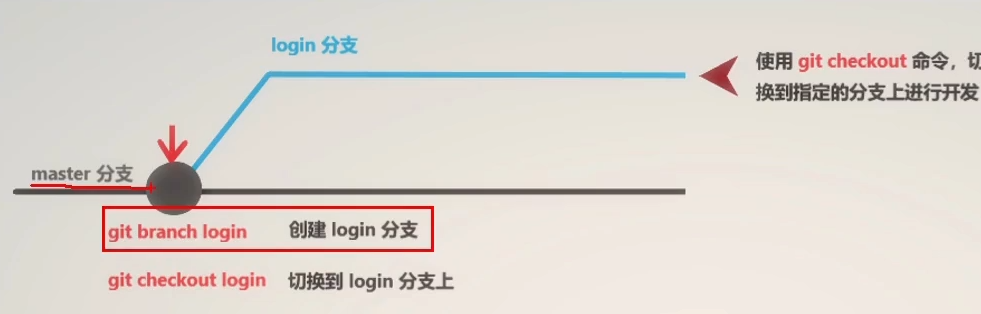 login 分支
使用 git checkout 命令，切
换到指定的分支上进行开发
master 分支
git branch login 创建 login 分支
git checkout login 切换到 login 分支上